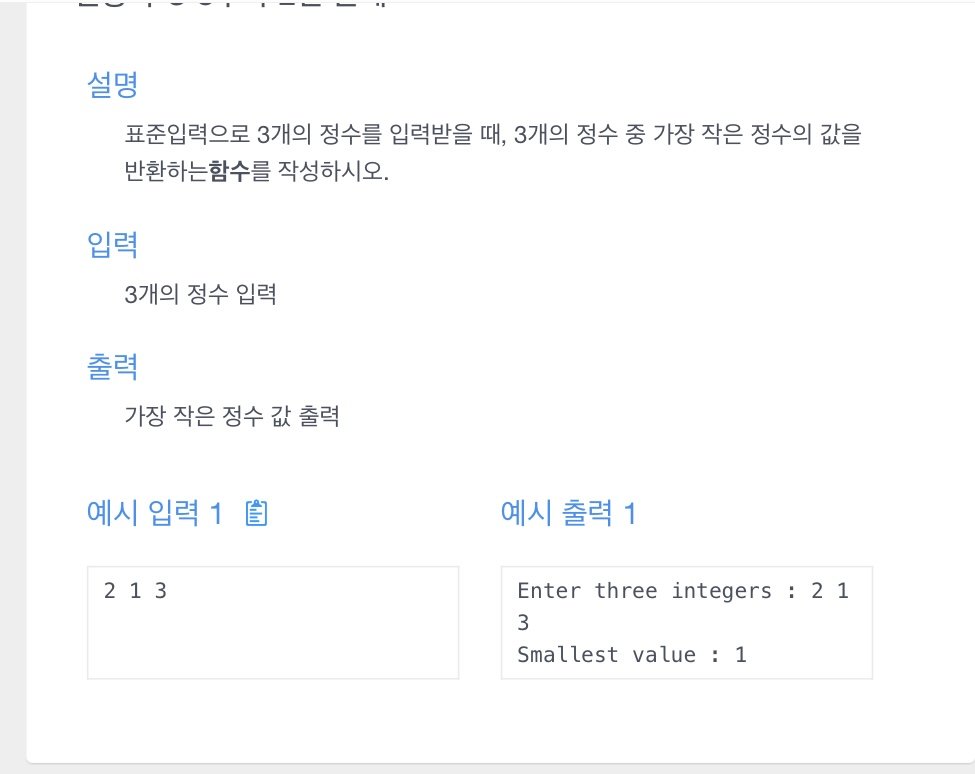 설명
표준입력으로 3개의 정수를 입력받을 때, 3개의 정수 중 가장 작은 정수의 값을
반환하는함수를 작성하시오.
입력
3개의 정수 입력
출력
가장 작은 정수 값 출력
예시 입력 1
2 1 3
예시 출력 1
Enter three integers : 2 1
3
Smallest value : 1